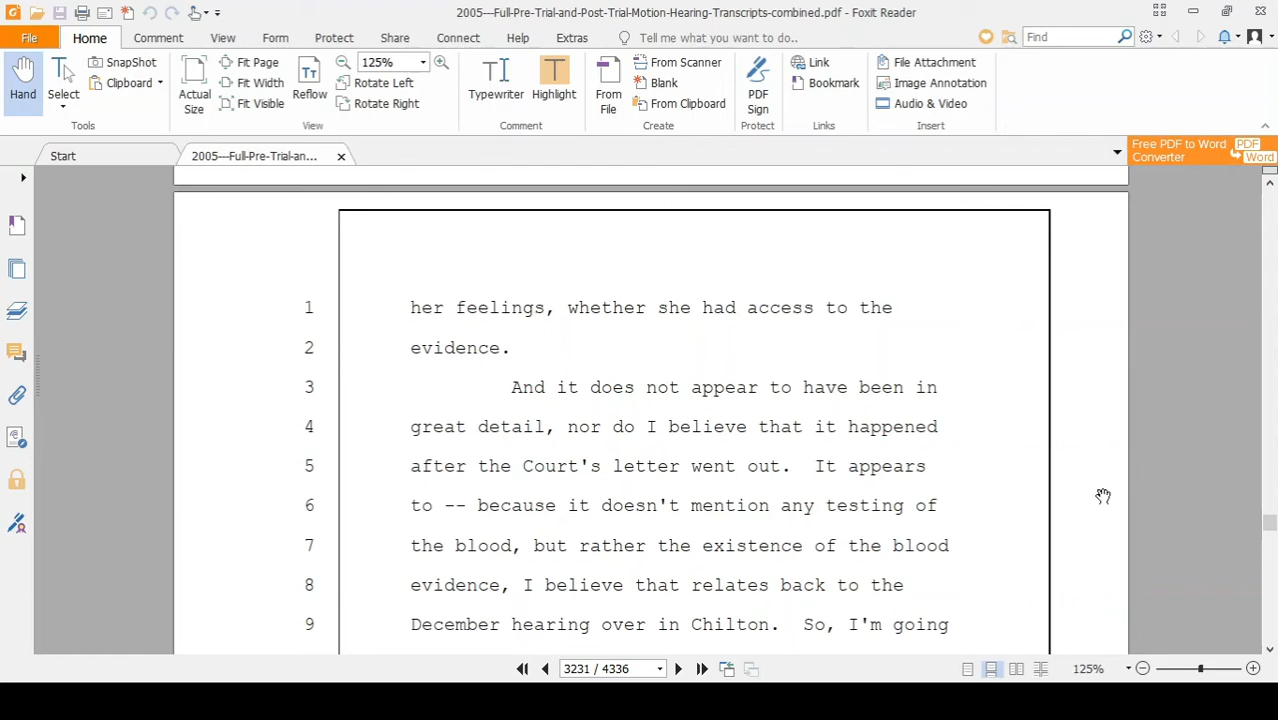 2005---Full-Pre-Trial-and-Post-Trial-Motion-Hearing-Transcripts-combined.pdf - Foxit Reader
File Home Comment View Form Protect Share Connect Help Extras Tell me what you want to do.. Find
Hand
Select
SnapShot
Clipboard
Tools
Actual Size
Fit Page
Fit Width
Fit Visible
Reflow
125%
Rotate Left
Rotate Right
View
Typewriter
Highlight
Comment
From File
From Scanner
Blank
From Clipboard
Create
PDF Sign
Protect
Link
Bookmark
Links
File Attachment
Image Annotation
Audio & Video
Insert
Start 2005---Full-Pre-Trial-an...
Free PDF to Word Converter PDF Word
1 her feelings, whether she had access to the
2 evidence.
3 And it does not appear to have been in
4 great detail, nor do I believe that it happened
5 after the Court's letter went out. It appears
6 to -- because it doesn't mention any testing of
7 the blood, but rather the existence of the blood
8 evidence, I believe that relates back to the
9 December hearing over in Chilton. So, I'm going
3231 / 4336 125%